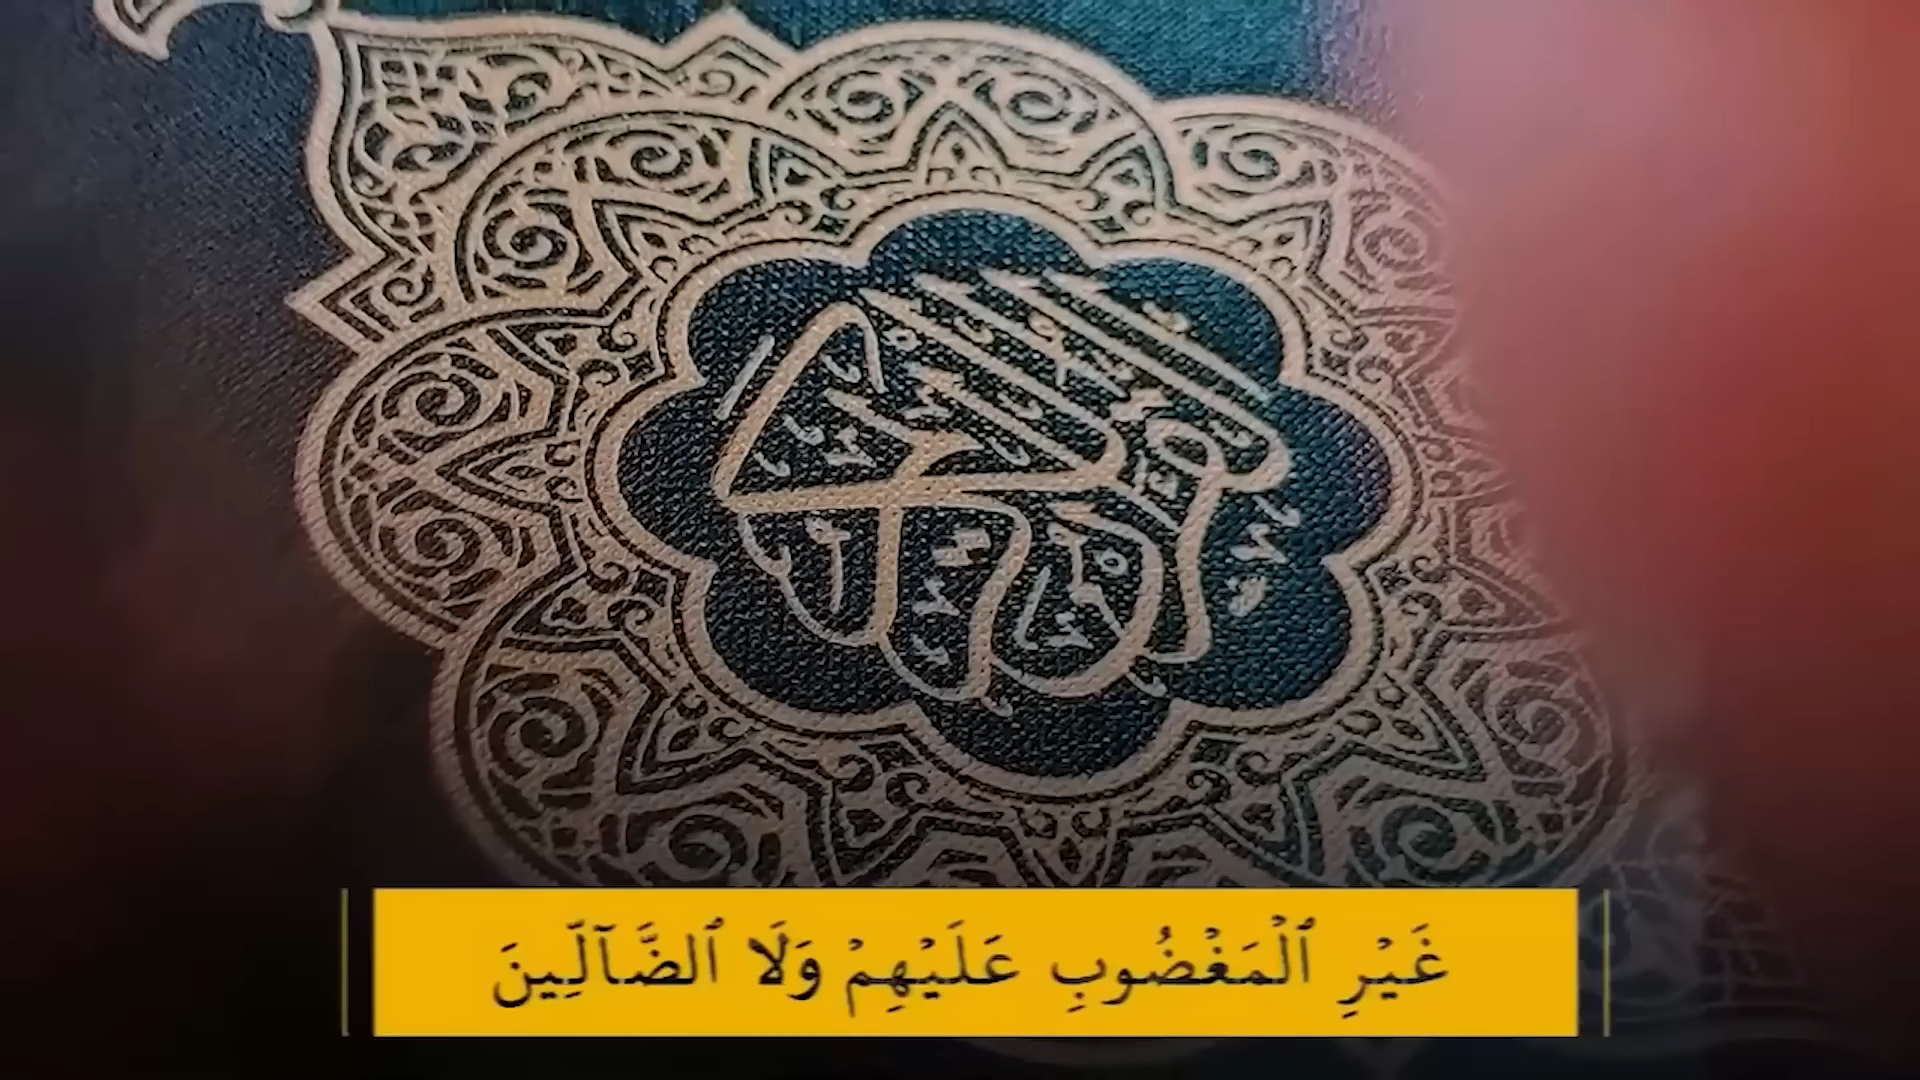 غَيْرِ ٱلْمَغْضُوبِ عَلَيْهِمْ وَلَا ٱلضَّآلِّينَ